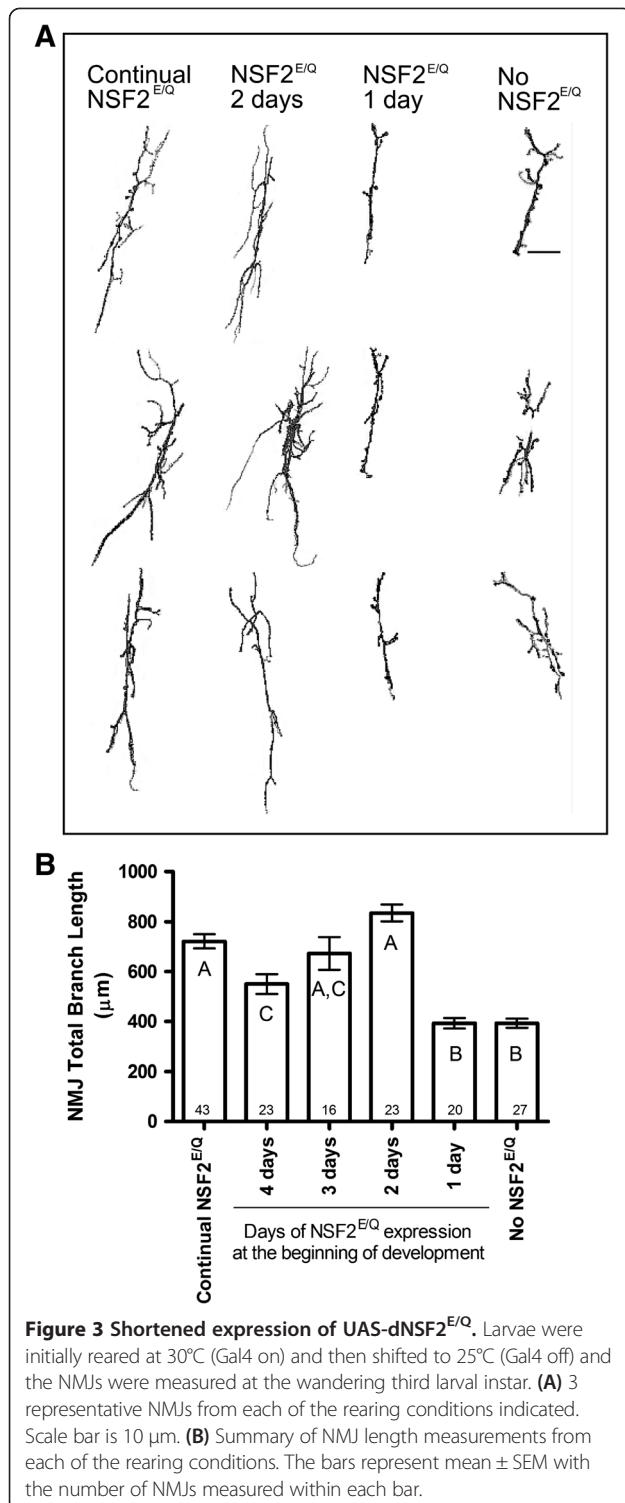 A
Continual
NSF2E/Q
NSF2E/Q
2 days
NSF2E/Q
1 day
No
NSF2E/Q
B
NMJ Total Branch Length
(μm)
1000
800
600
400
200
0
A
C
A,C
A
B
B
43
23
16
23
20
27
Continual NSF2E/Q
4 days
3 days
2 days
1 day
No NSF2E/Q
Days of NSF2E/Q expression
at the beginning of development
Figure 3 Shortened expression of UAS-dNSF2E/Q. Larvae were
initially reared at 30°C (Gal4 on) and then shifted to 25°C (Gal4 off) and
the NMJs were measured at the wandering third larval instar. (A) 3
representative NMJs from each of the rearing conditions indicated.
Scale bar is 10 μm. (B) Summary of NMJ length measurements from
each of the rearing conditions. The bars represent mean ± SEM with
the number of NMJs measured within each bar.